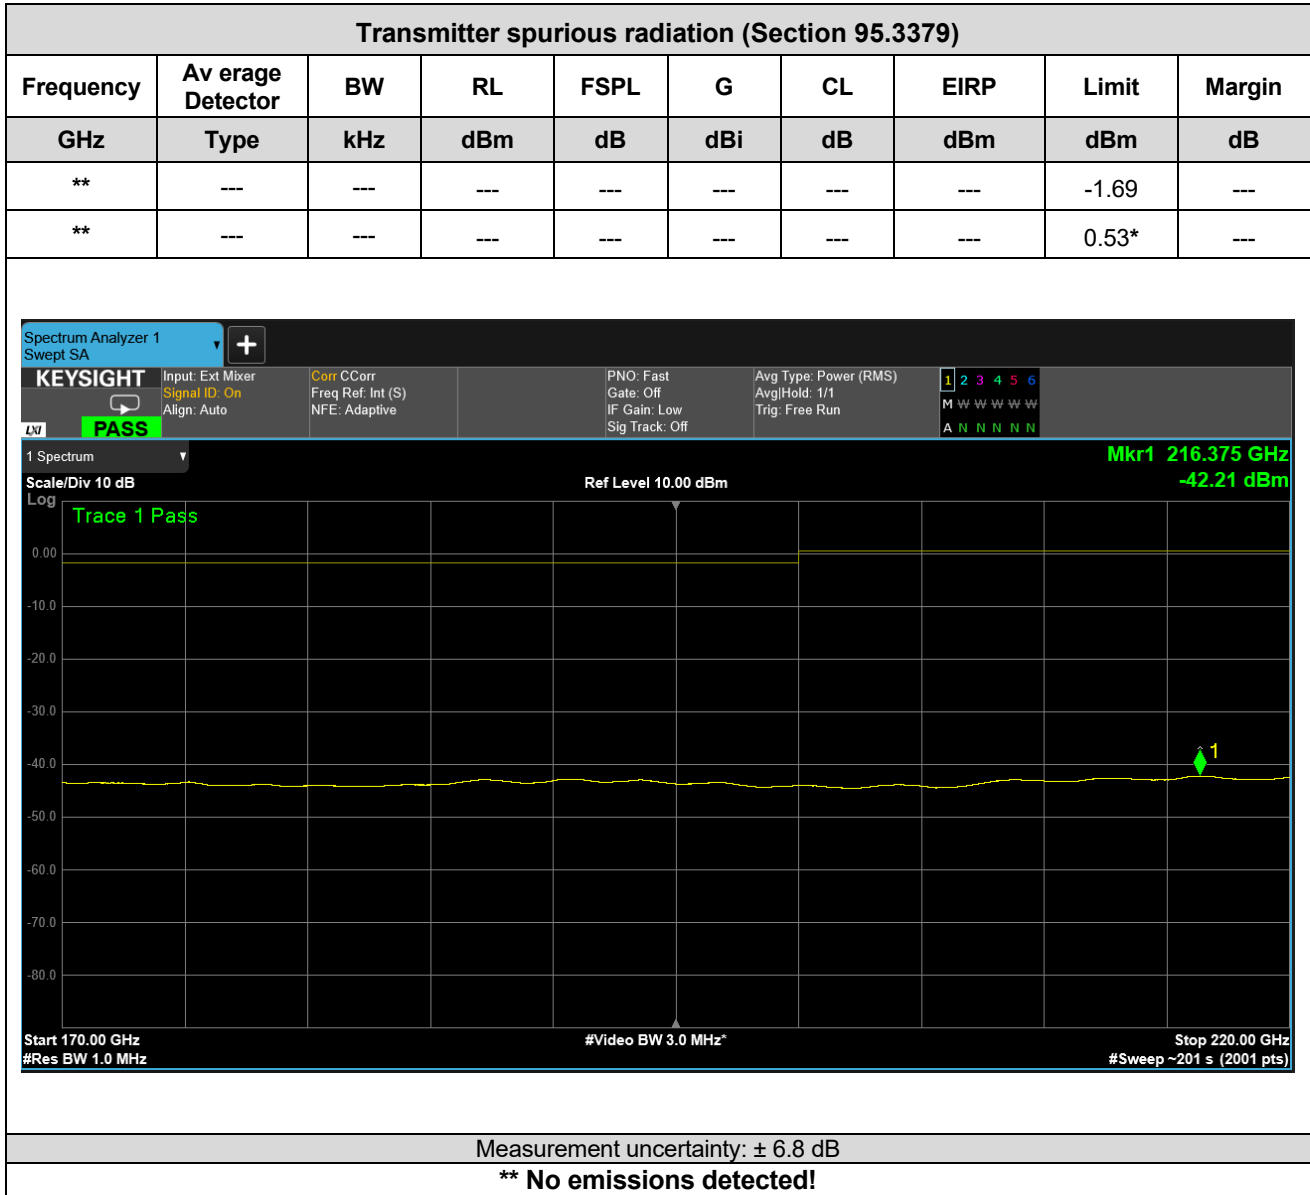 Transmitter spurious radiation (Section 95.3379)
Frequency Av erage Detector BW RL FSPL G CL EIRP Limit Margin
GHz Type kHz dBm dB dBi dB dBm dBm dB
** --- --- --- --- --- --- --- -1.69 ---
** --- --- --- --- --- --- --- 0.53* ---
Spectrum Analyzer 1
Swept SA
+
KEYSIGHT Input: Ext Mixer Corr CCorr PNO: Fast Avg Type: Power (RMS) 1 2 3 4 5 6
Signal ID: On Freq Ref: Int (S) Gate: Off Avg|Hold: 1/1
Align: Auto NFE: Adaptive IF Gain: Low Trig: Free Run M W W W W W
LXI PASS Sig Track: Off A N N N N N
1 Spectrum Mkr1 216.375 GHz
Scale/Div 10 dB Ref Level 10.00 dBm -42.21 dBm
Log
Trace 1 Pass
0.00
-10.0
-20.0
-30.0
1
-40.0
-50.0
-60.0
-70.0
-80.0
Start 170.00 GHz #Video BW 3.0 MHz* Stop 220.00 GHz
#Res BW 1.0 MHz #Sweep ~201 s (2001 pts)
Measurement uncertainty: ± 6.8 dB
** No emissions detected!